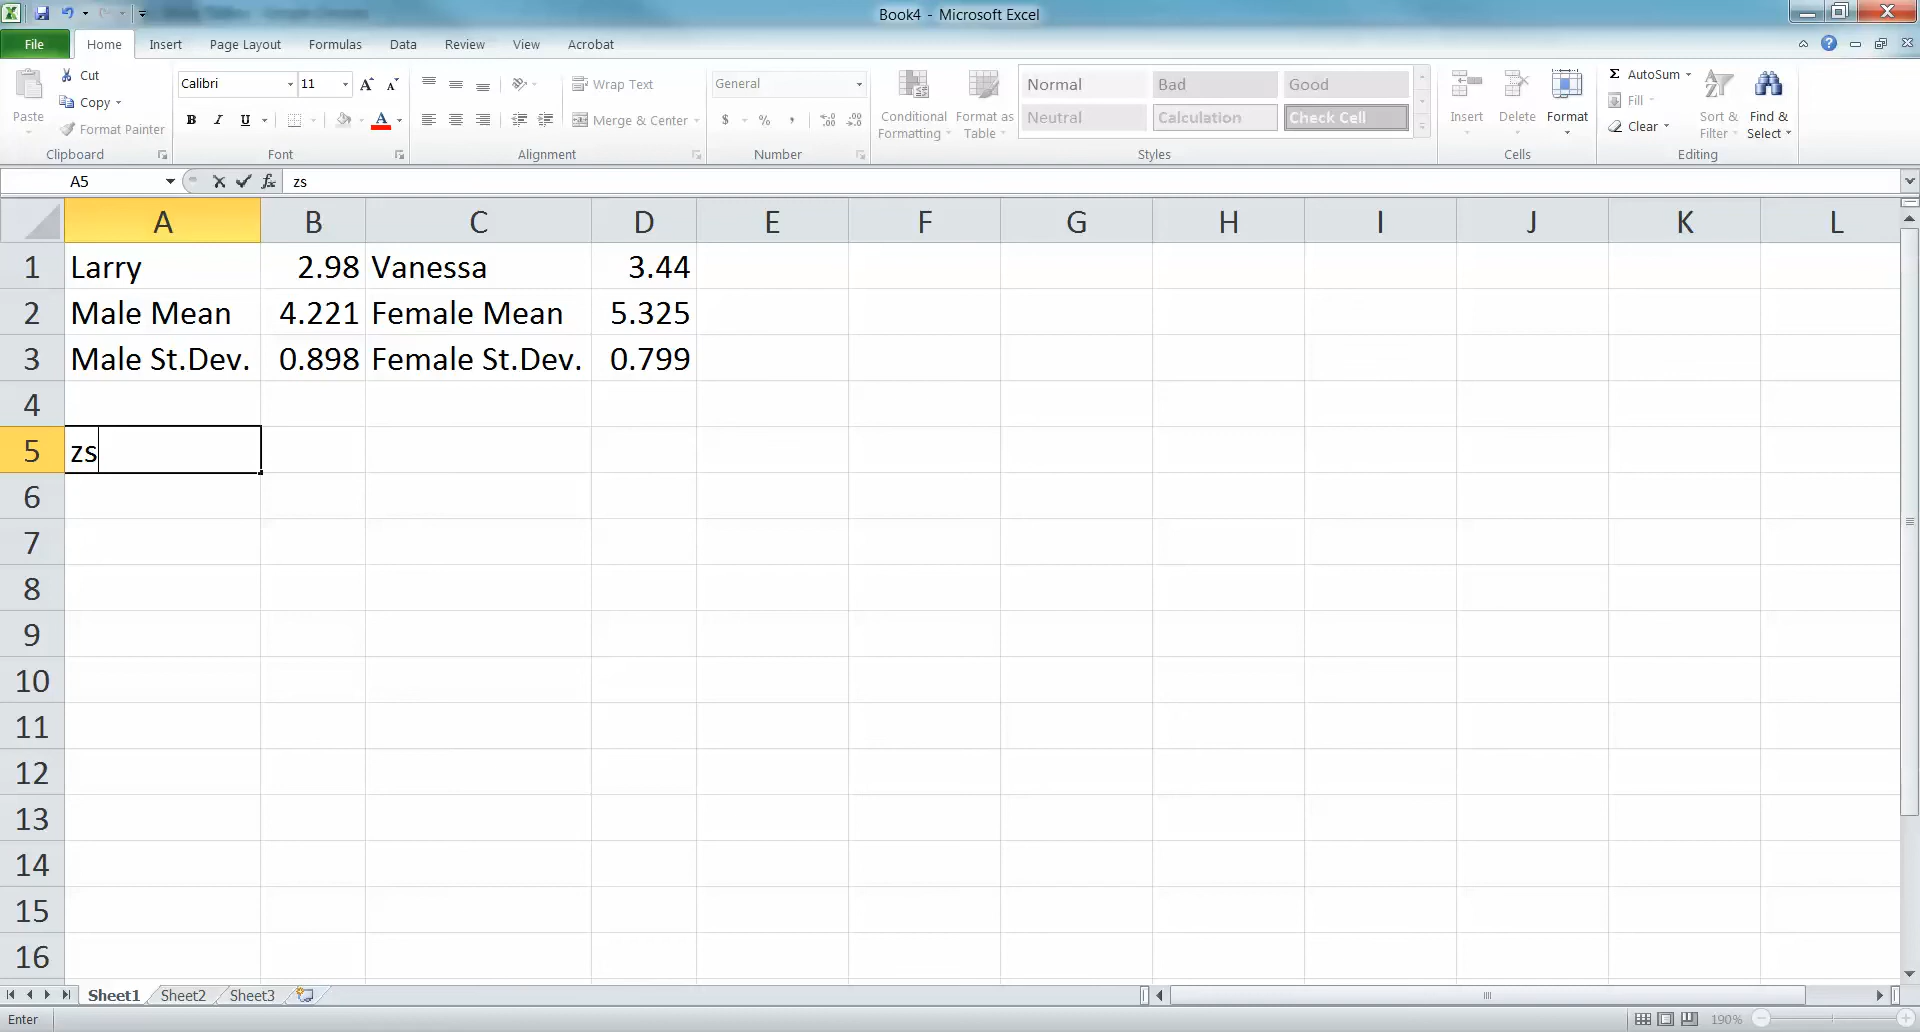 Book4 - Microsoft Excel
File Home Insert Page Layout Formulas Data Review View Acrobat
Paste
Cut
Copy
Format Painter
Clipboard
Calibri 11
B I U
Font
Wrap Text
Merge & Center
Alignment
General
$ % ,
Number
Conditional Formatting
Format as Table
Normal Bad Good
Neutral Calculation Check Cell
Styles
Insert Delete Format
Cells
AutoSum
Fill
Clear
Sort & Filter
Find & Select
Editing
A5 fx zs
A B C D E F G H I J K L
1 Larry 2.98 Vanessa 3.44
2 Male Mean 4.221 Female Mean 5.325
3 Male St.Dev. 0.898 Female St.Dev. 0.799
4
5 zs
6
7
8
9
10
11
12
13
14
15
16
Sheet1 Sheet2 Sheet3
Enter 190%